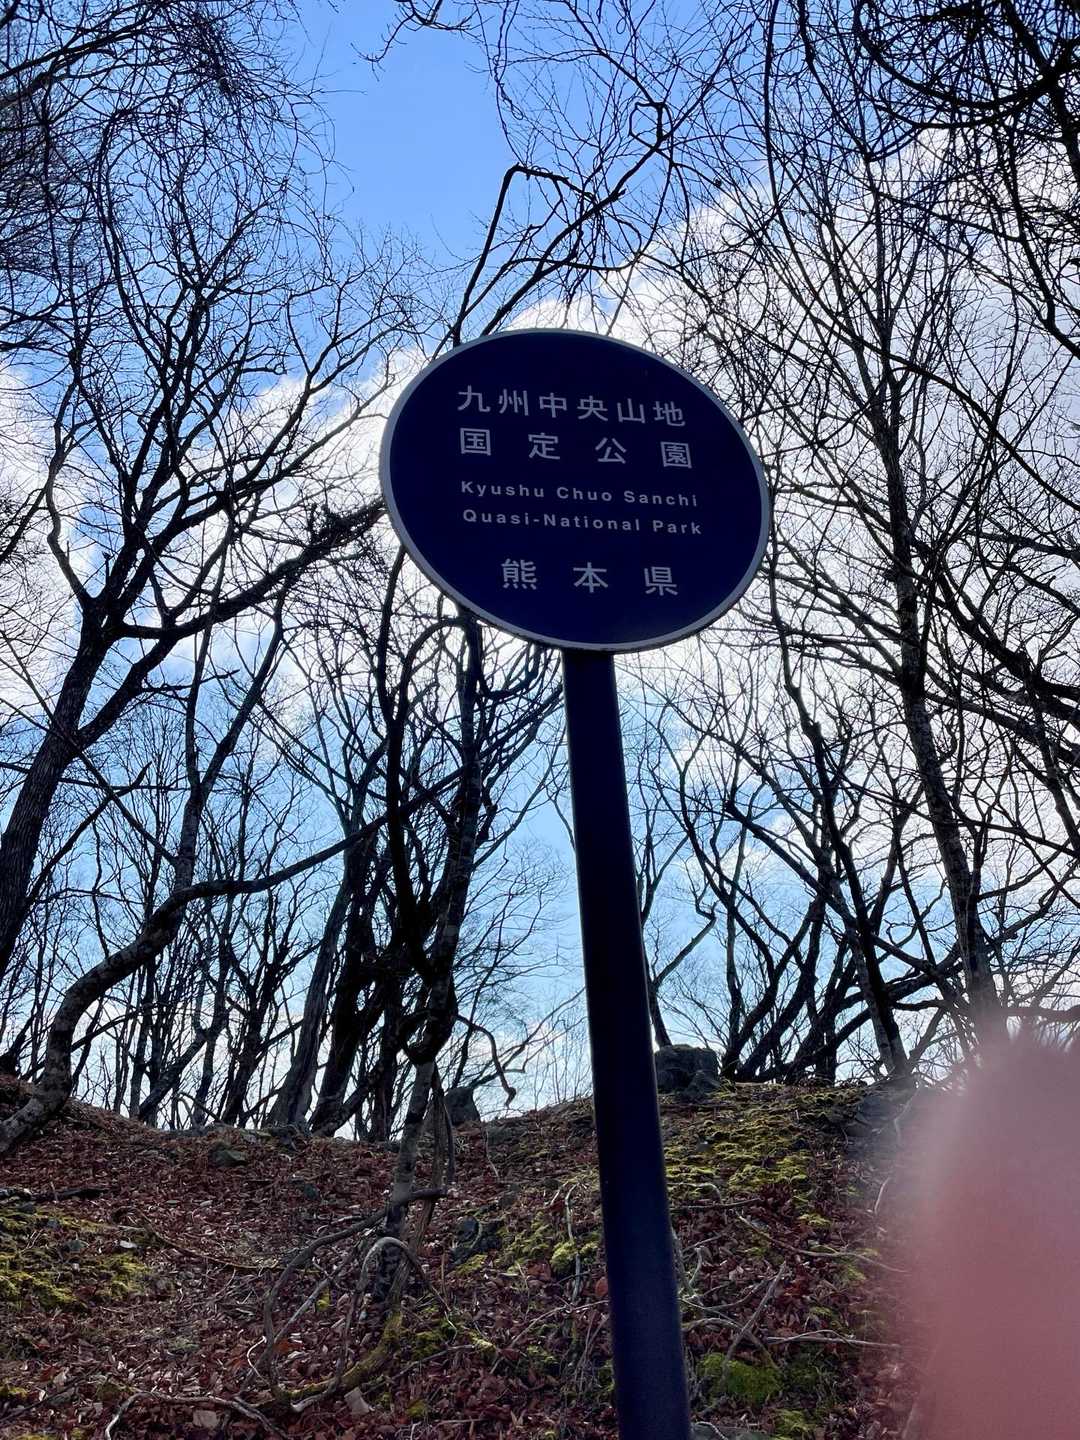 九州中央山地
国定公園
Kyushu Chuo Sanchi
Quasi-National Park
熊本県